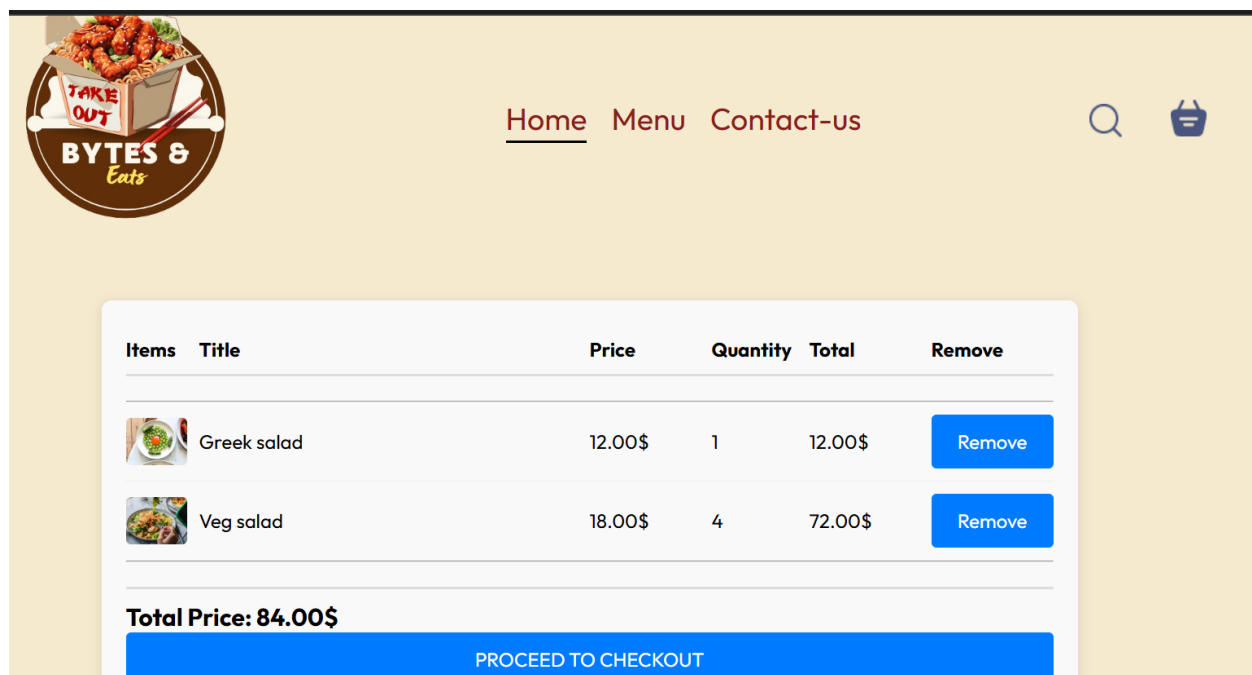 TAKE
OUT
BYTES &
Eats
Home Menu Contact-us
Items Title Price Quantity Total Remove
Greek salad 12.00$ 1 12.00$ Remove
Veg salad 18.00$ 4 72.00$ Remove
Total Price: 84.00$
PROCEED TO CHECKOUT